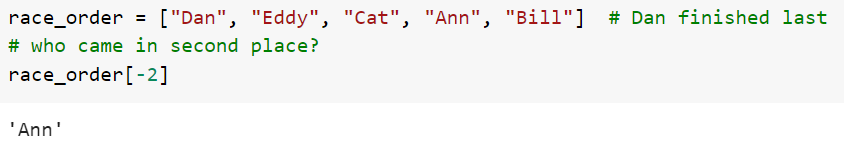 race_order = ["Dan", "Eddy", "Cat", "Ann", "Bill"]  # Dan finished last
# who came in second place?
race_order[-2]
'Ann'